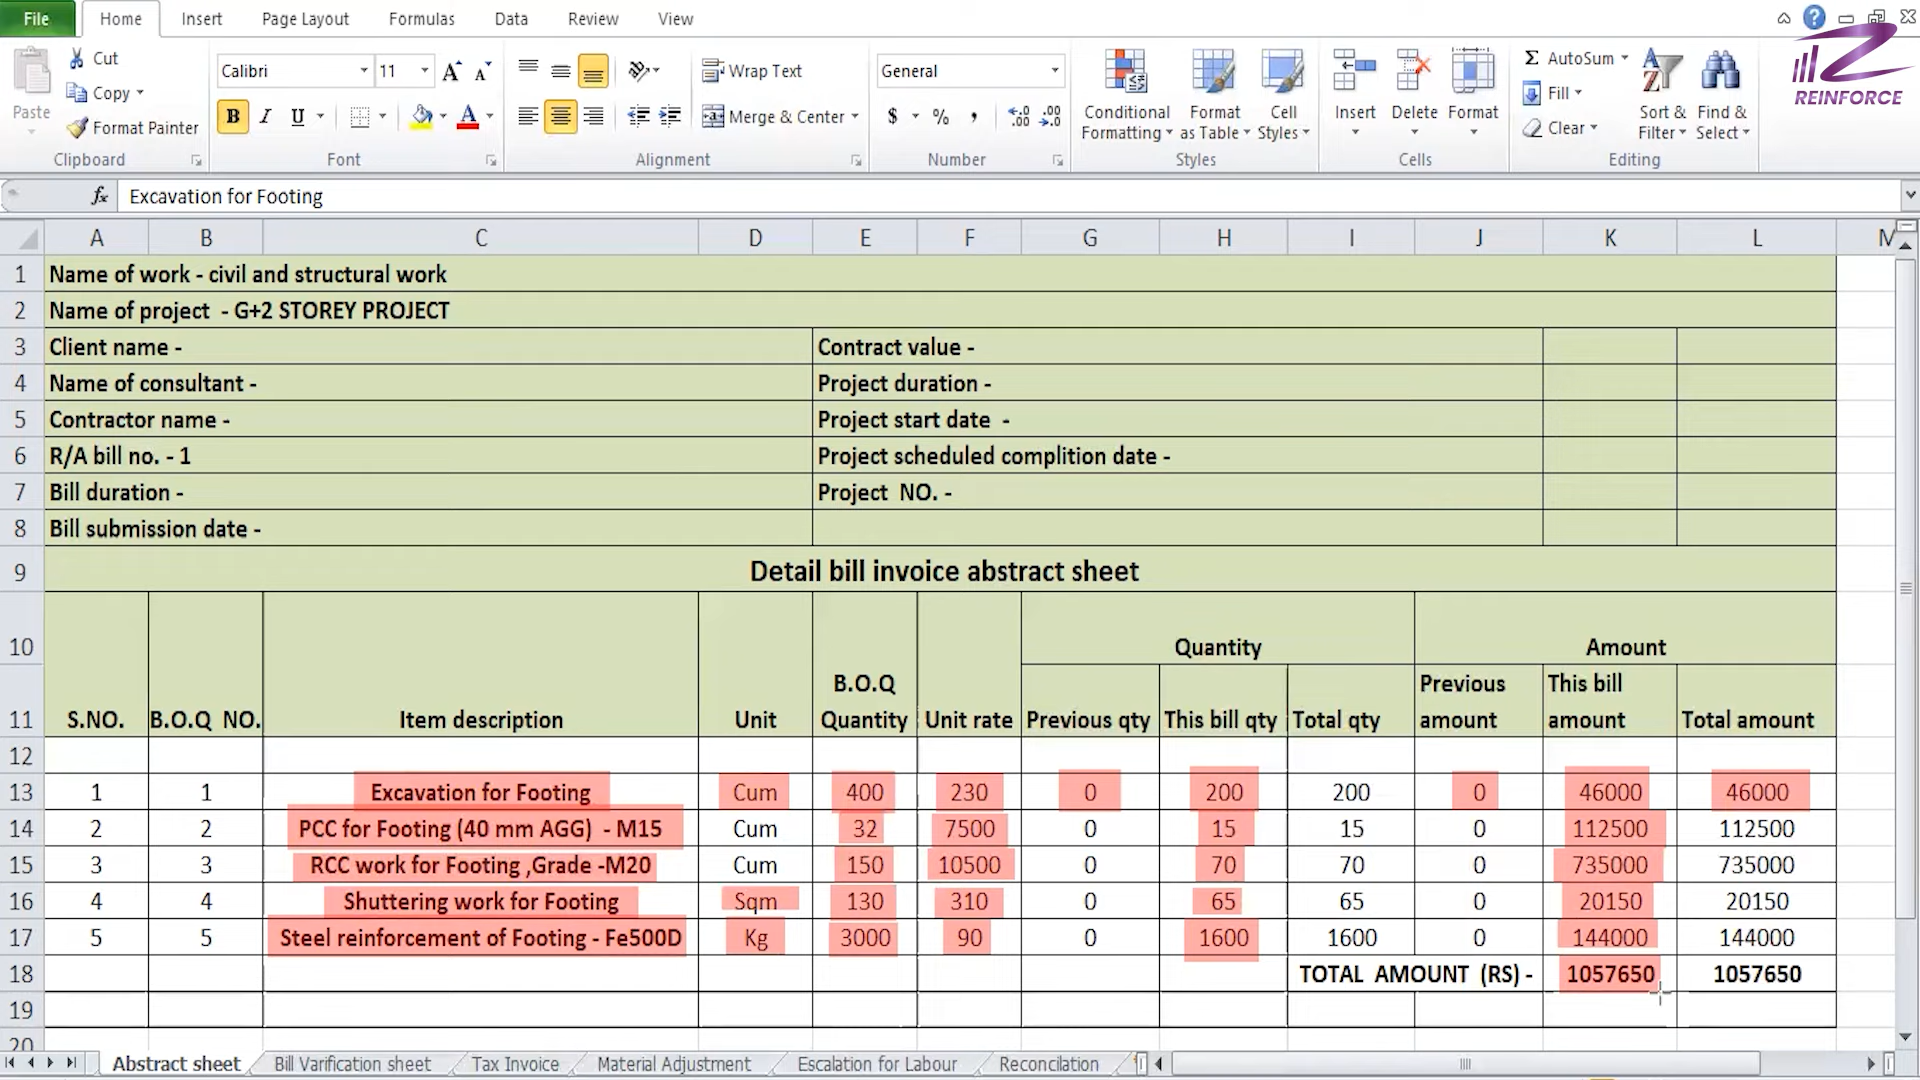 File Home Insert Page Layout Formulas Data Review View
Cut
Calibri 11 Wrap Text General Σ AutoSum
Paste Copy Fill
Format Painter B I U Merge & Center $ % , .00 .00 Conditional Formatting Format as Table Cell Styles Insert Delete Format Clear Sort & Filter Find & Select
REINFORCE
Clipboard Font Alignment Number Styles Cells Editing
fx Excavation for Footing
A B C D E F G H I J K L M
1 Name of work - civil and structural work
2 Name of project - G+2 STOREY PROJECT
3 Client name - Contract value -
4 Name of consultant - Project duration -
5 Contractor name - Project start date -
6 R/A bill no. - 1 Project scheduled complition date -
7 Bill duration - Project NO. -
8 Bill submission date -
9 Detail bill invoice abstract sheet
10 Quantity Amount
11 S.NO. B.O.Q NO. Item description Unit B.O.Q Quantity Unit rate Previous qty This bill qty Total qty Previous amount This bill amount Total amount
12
13 1 1 Excavation for Footing Cum 400 230 0 200 200 0 46000 46000
14 2 2 PCC for Footing (40 mm AGG) - M15 Cum 32 7500 0 15 15 0 112500 112500
15 3 3 RCC work for Footing ,Grade -M20 Cum 150 10500 0 70 70 0 735000 735000
16 4 4 Shuttering work for Footing Sqm 130 310 0 65 65 0 20150 20150
17 5 5 Steel reinforcement of Footing - Fe500D Kg 3000 90 0 1600 1600 0 144000 144000
18 TOTAL AMOUNT (RS) - 1057650 1057650
19
20
Abstract sheet Bill Varification sheet Tax Invoice Material Adjustment Escalation for Labour Reconcilation